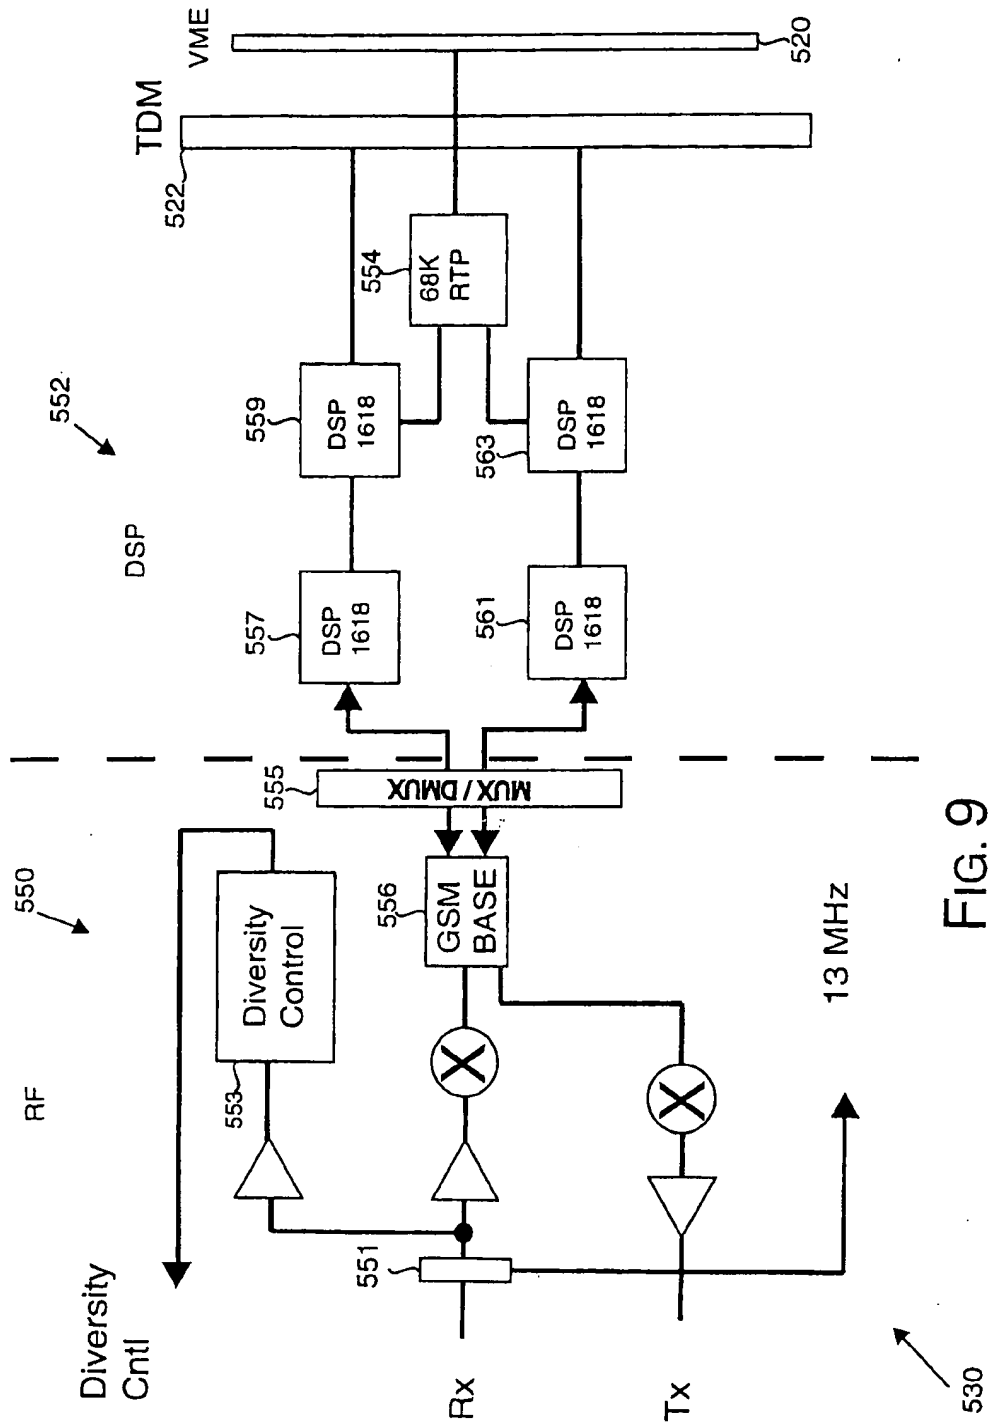 550
RF
552
DSP
Diversity
Cntl
553
Diversity
Control
522
TDM
VME
557
DSP
1618
559
DSP
1618
554
68K
RTP
551
556
GSM
BASE
555
MUX / DMUX
Rx
Tx
561
DSP
1618
563
DSP
1618
520
13 MHz
530
FIG. 9